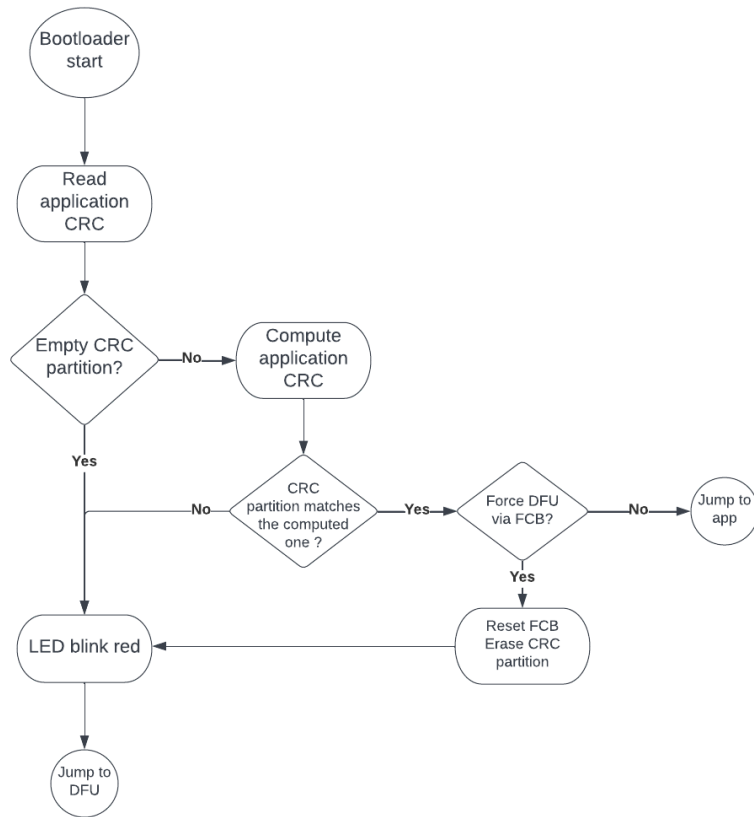 Bootloader
start
Read
application
CRC
Empty CRC
partition?
No
Compute
application
CRC
Yes
No
CRC
partition matches
the computed
one ?
Yes
Force DFU
via FCB?
No
Jump to
app
Yes
LED blink red
Reset FCB
Erase CRC
partition
Jump to
DFU